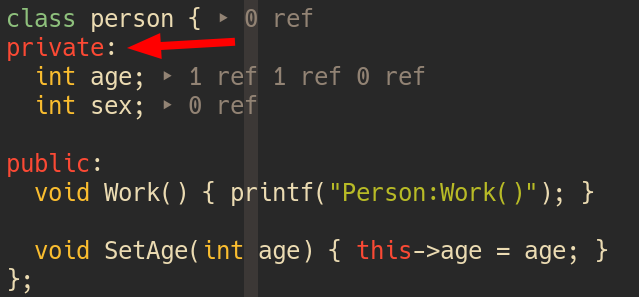 class person { ▸ 0 ref
private:
  int age; ▸ 1 ref 1 ref 0 ref
  int sex; ▸ 0 ref

public:
  void Work() { printf("Person:Work()"); }

  void SetAge(int age) { this->age = age; }
};